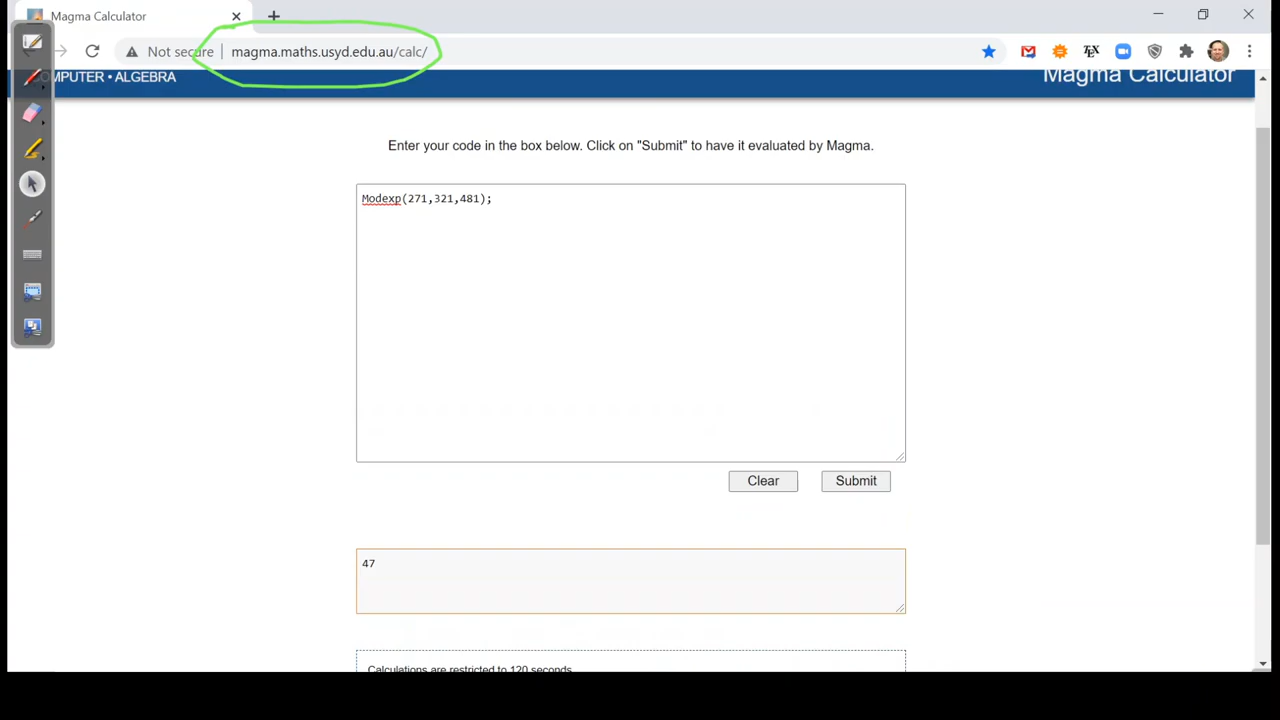 Magma Calculator
Not secure | magma.maths.usyd.edu.au/calc/
COMPUTER • ALGEBRA
Magma Calculator
Enter your code in the box below. Click on "Submit" to have it evaluated by Magma.
Modexp(271,321,481);
Clear Submit
47
Calculations are restricted to 120 seconds.